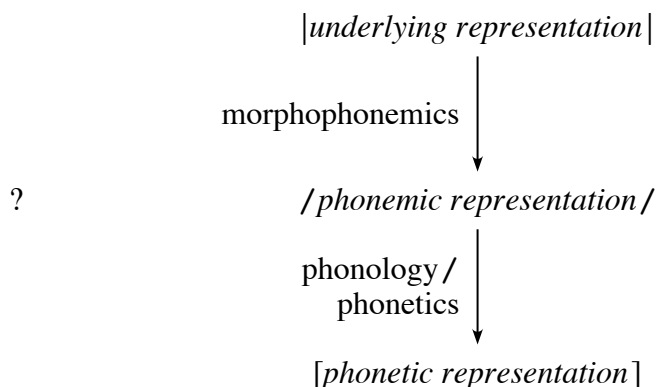 |underlying representation|
morphophonemics
? /phonemic representation/
phonology/
phonetics
[phonetic representation]